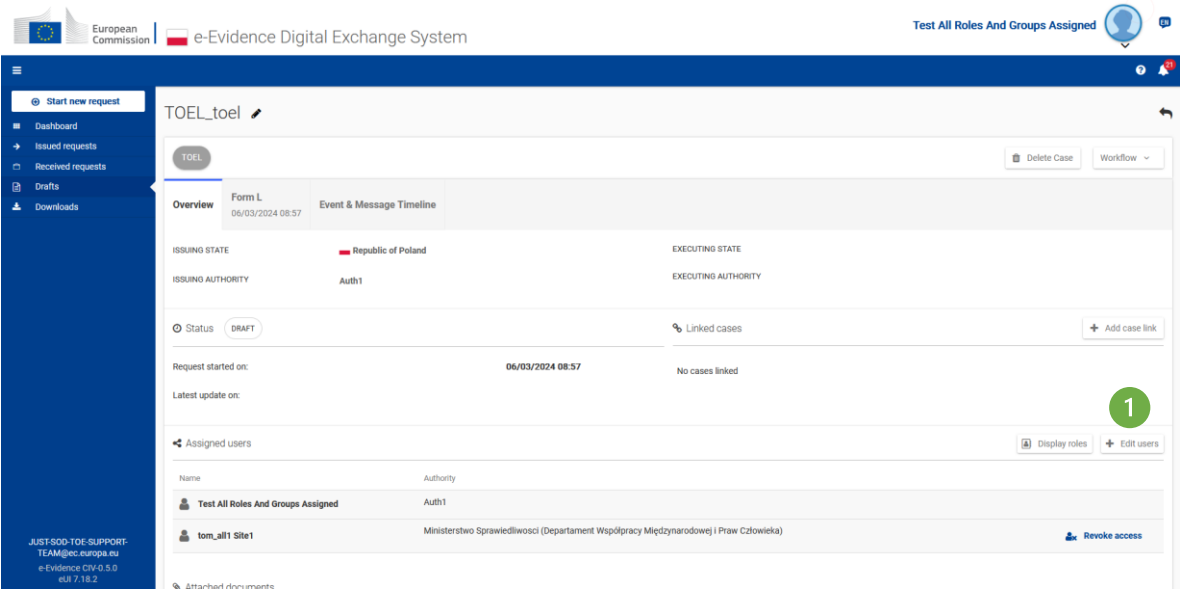 European
Commission
e-Evidence Digital Exchange System
Test All Roles And Groups Assigned
EN
21
Start new request
Dashboard
Issued requests
Received requests
Drafts
Downloads
JUST-SOD-TOE-SUPPORT-
TEAM@ec.europa.eu
e-Evidence CIV-0.5.0
eUI 7.18.2
TOEL_toel
TOEL
Delete Case
Workflow
Overview
Form L
06/03/2024 08:57
Event & Message Timeline
ISSUING STATE
Republic of Poland
EXECUTING STATE
ISSUING AUTHORITY
Auth1
EXECUTING AUTHORITY
Status
DRAFT
Linked cases
Add case link
Request started on:
06/03/2024 08:57
No cases linked
Latest update on:
1
Assigned users
Display roles
Edit users
Name
Authority
Test All Roles And Groups Assigned
Auth1
tom_all1 Site1
Ministerstwo Sprawiedliwosci (Departament Współpracy Międzynarodowej i Praw Człowieka)
Revoke access
Attached documents